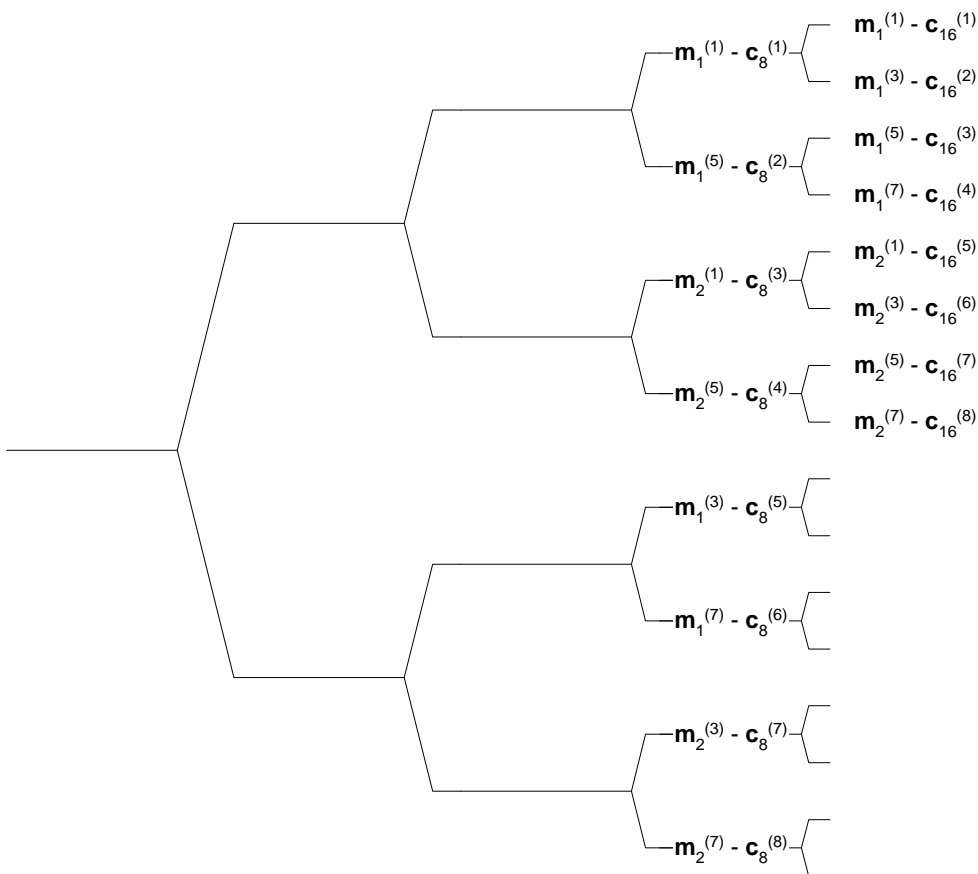 m₁⁽¹⁾ - c₁₆⁽¹⁾
m₁⁽¹⁾ - c₈⁽¹⁾
m₁⁽³⁾ - c₁₆⁽²⁾
m₁⁽⁵⁾ - c₁₆⁽³⁾
m₁⁽⁵⁾ - c₈⁽²⁾
m₁⁽⁷⁾ - c₁₆⁽⁴⁾
m₂⁽¹⁾ - c₁₆⁽⁵⁾
m₂⁽¹⁾ - c₈⁽³⁾
m₂⁽³⁾ - c₁₆⁽⁶⁾
m₂⁽⁵⁾ - c₁₆⁽⁷⁾
m₂⁽⁵⁾ - c₈⁽⁴⁾
m₂⁽⁷⁾ - c₁₆⁽⁸⁾
m₁⁽³⁾ - c₈⁽⁵⁾
m₁⁽⁷⁾ - c₈⁽⁶⁾
m₂⁽³⁾ - c₈⁽⁷⁾
m₂⁽⁷⁾ - c₈⁽⁸⁾